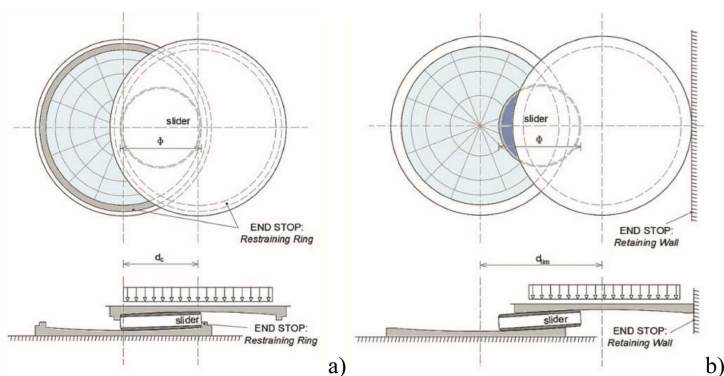 slider
Φ
END STOP:
Restraining Ring
d_c
slider
END STOP:
Restraining Ring
a)
slider
Φ
END STOP:
Retaining Wall
d_lim
slider
END STOP:
Retaining Wall
b)